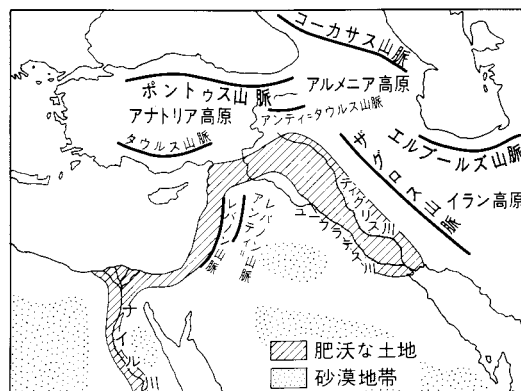 コーカサス山脈
ポントゥス山脈
アルメニア高原
アナトリア高原
アンティ=タウルス山脈
タウルス山脈
エルブールズ山脈
ザグロス山脈
イラン高原
ティグリス川
ユーフラテス川
レバノン山脈
アンティ=レバノン山脈
ナイル川
肥沃な土地
砂漠地帯